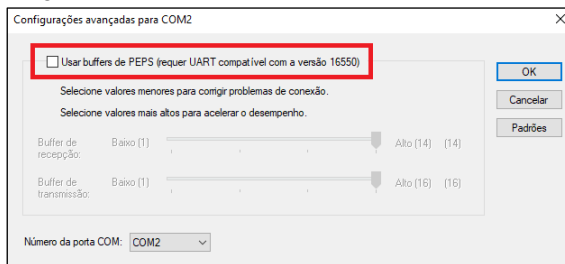 Configurações avançadas para COM2
Usar buffers de PEPS (requer UART compatível com a versão 16550)
OK
Selecione valores menores para corrigir problemas de conexão.
Cancelar
Selecione valores mais altos para acelerar o desempenho.
Padrões
Buffer de recepção: Baixo (1) Alto (14) (14)
Buffer de transmissão: Baixo (1) Alto (16) (16)
Número da porta COM: COM2